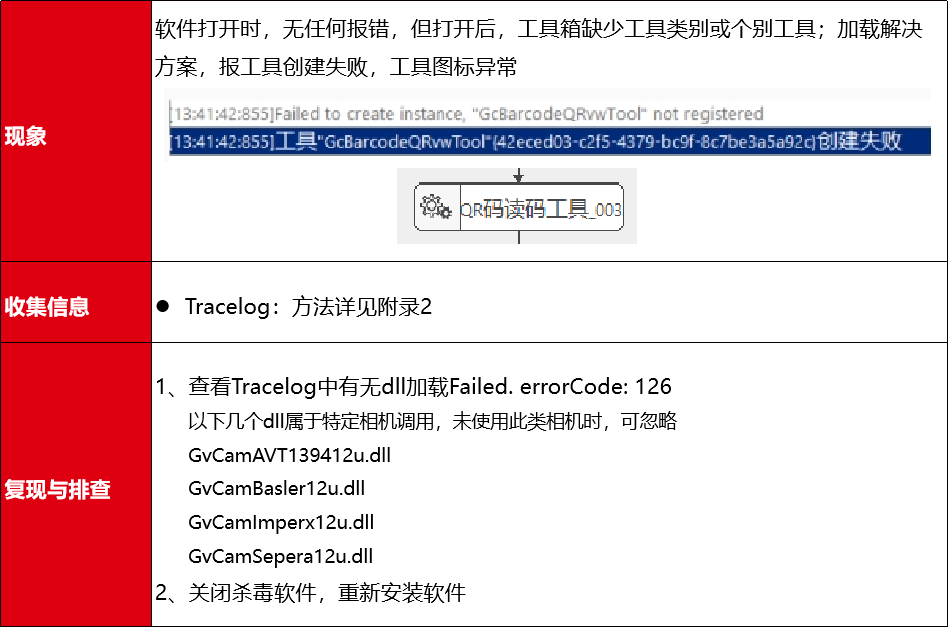 现象
软件打开时，无任何报错，但打开后，工具箱缺少工具类别或个别工具；加载解决
方案，报工具创建失败，工具图标异常
[13:41:42:855]Failed to create instance, "GcBarcodeQRvwTool" not registered
[13:41:42:855]工具"GcBarcodeQRvwTool"{42eced03-c2f5-4379-bc9f-8c7be3a5a92c}创建失败
QR码读码工具_003
收集信息
● Tracelog：方法详见附录2
复现与排查
1、查看Tracelog中有无dll加载Failed. errorCode: 126
以下几个dll属于特定相机调用，未使用此类相机时，可忽略
GvCamAVT139412u.dll
GvCamBasler12u.dll
GvCamImperx12u.dll
GvCamSepera12u.dll
2、关闭杀毒软件，重新安装软件